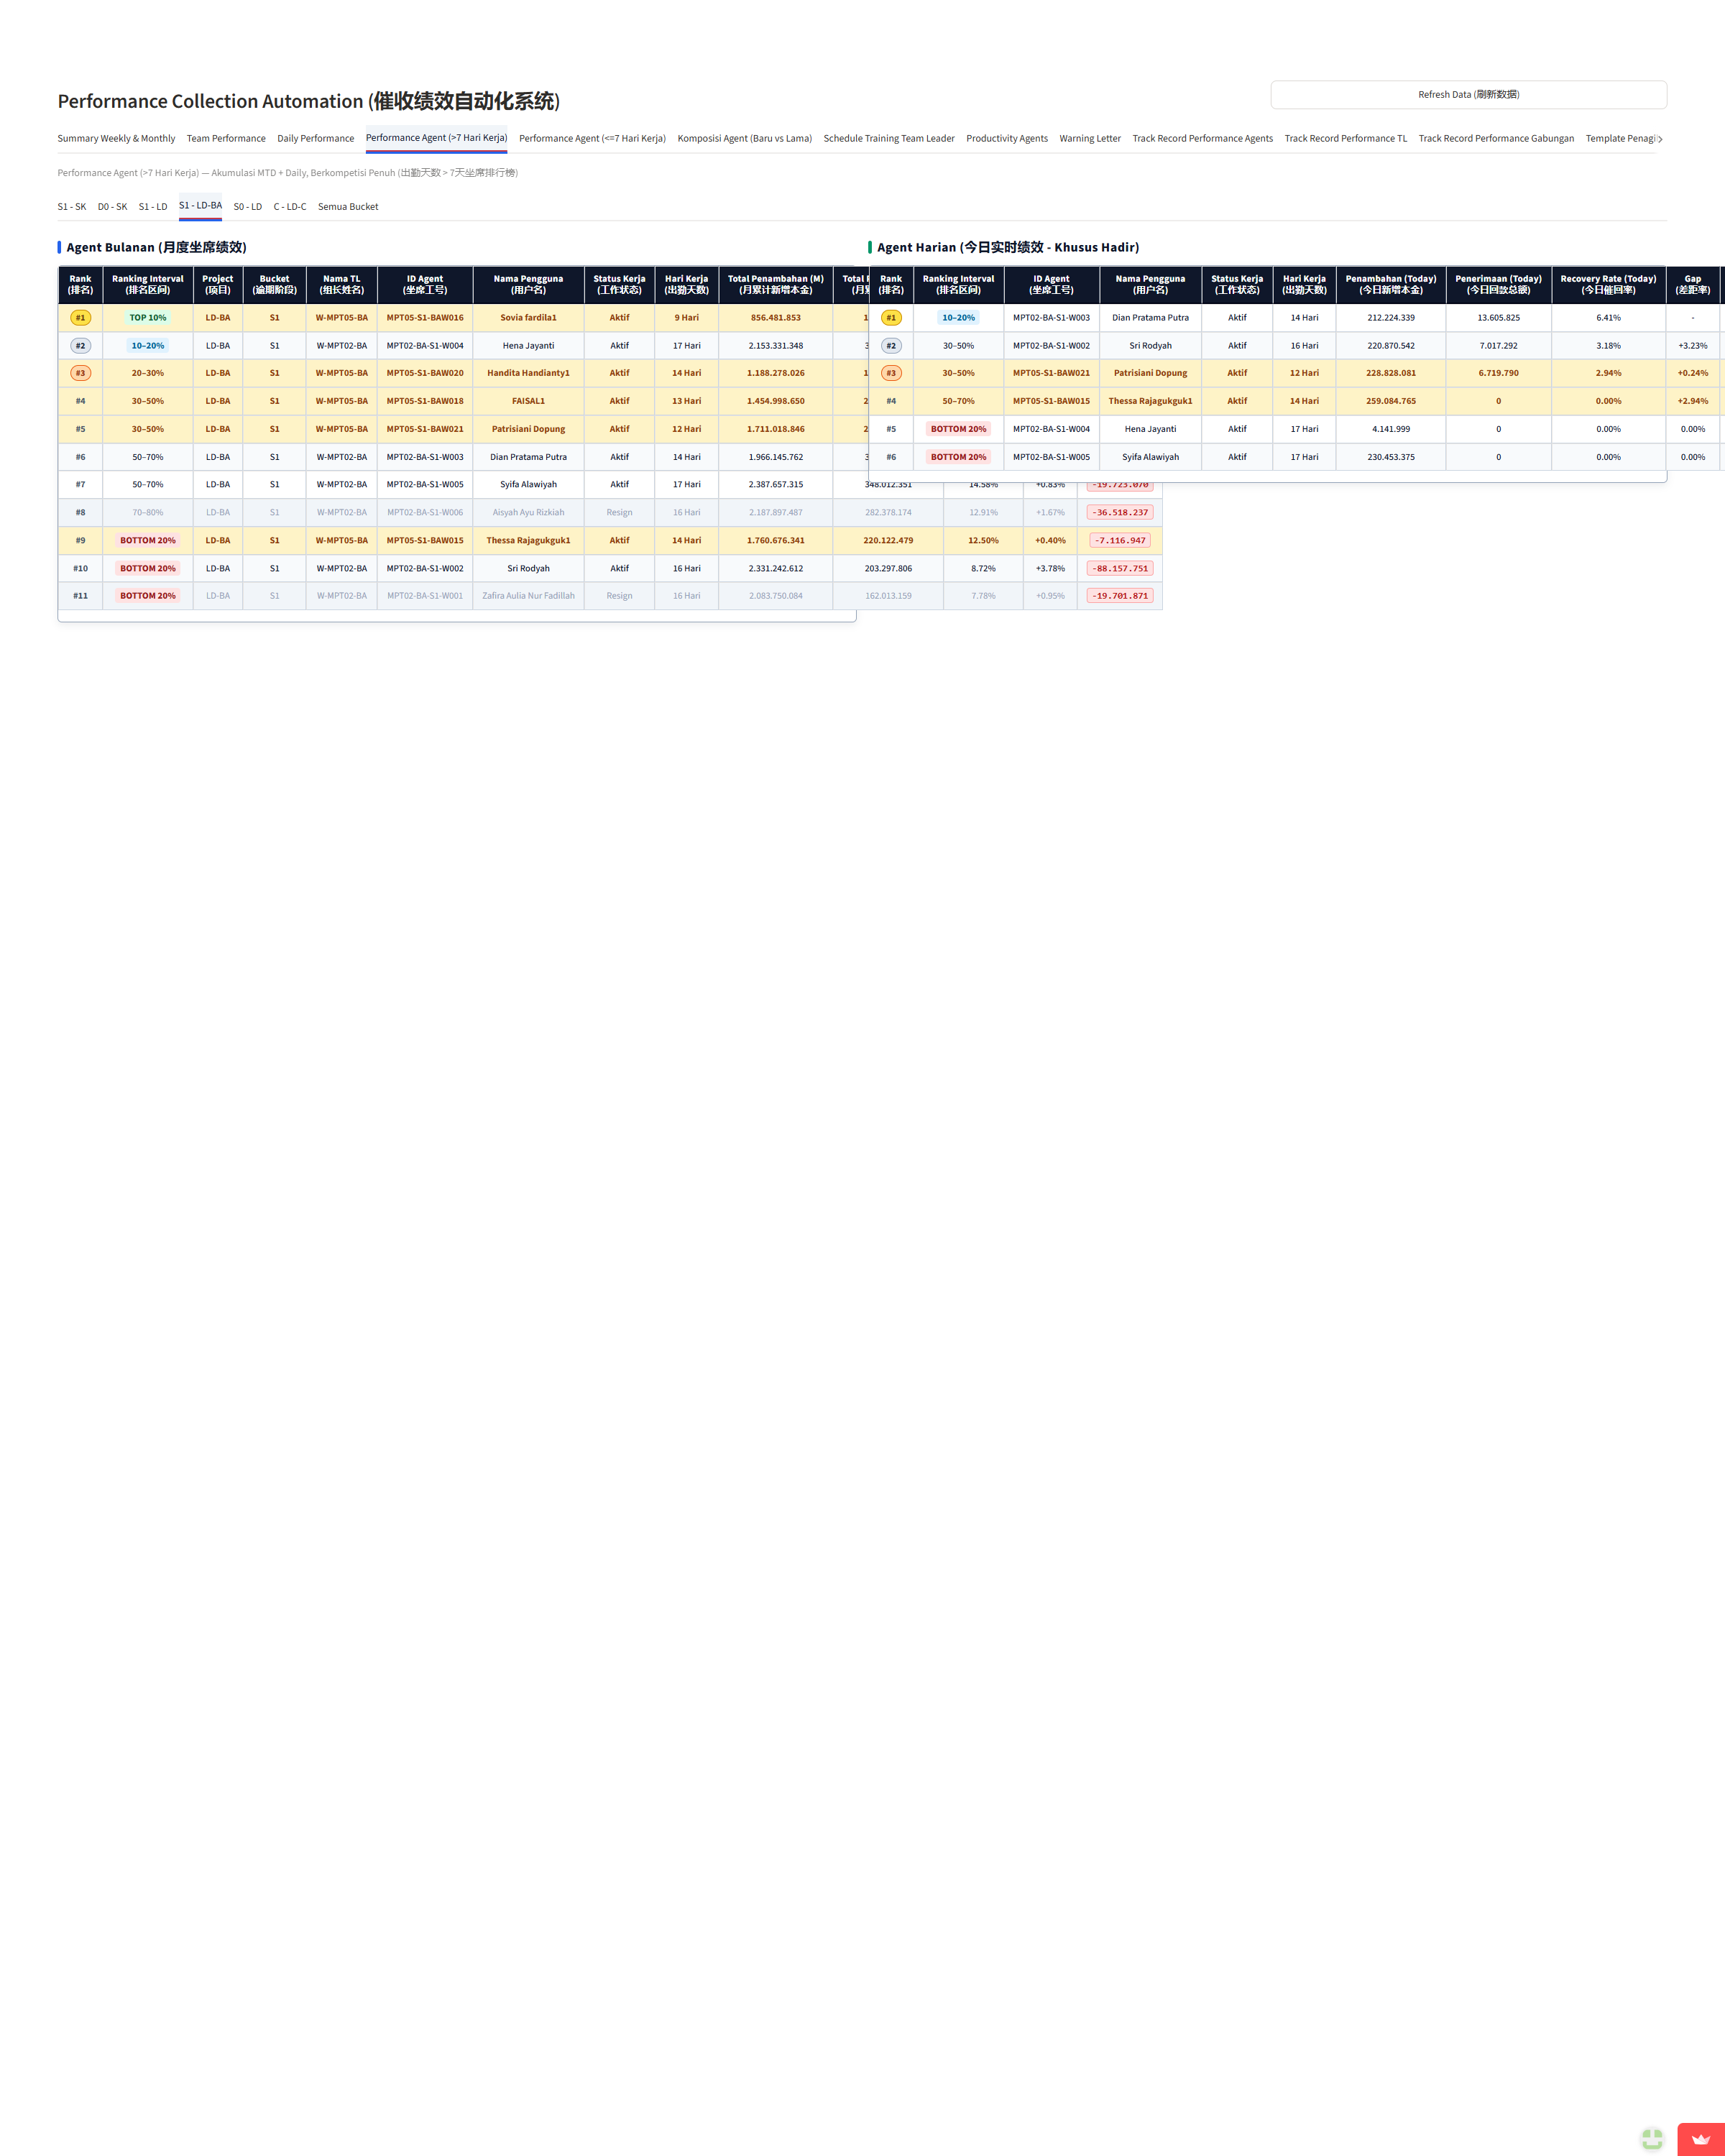 Performance Collection Automation (催收绩效自动化系统)
Refresh Data (刷新数据)
Summary Weekly & Monthly Team Performance Daily Performance Performance Agent (>7 Hari Kerja) Performance Agent (<=7 Hari Kerja) Komposisi Agent (Baru vs Lama) Schedule Training Team Leader Productivity Agents Warning Letter Track Record Performance Agents Track Record Performance TL Track Record Performance Gabungan Template
Performance Agent (>7 Hari Kerja) — Akumulasi MTD + Daily, Berkompetisi Penuh (出勤天数 > 7天坐席排行榜)
S1 - SK D0 - SK S1 - LD S1 - LD-BA S0 - LD C - LD-C Semua Bucket
Agent Bulanan (月度坐席绩效)
Rank Ranking Interval Project Bucket Nama TL ID Agent Nama Pengguna Status Kerja Hari Kerja Total Penambahan (M) Total
(排名) (排名区间) (项目) (逾期阶段) (组长姓名) (坐席工号) (用户名) (工作状态) (出勤天数) (月累计新增本金)
#1 TOP 10% LD-BA S1 W-MPT05-BA MPT05-S1-BAW016 Sovia fardila1 Aktif 9 Hari 856.481.853
#2 10–20% LD-BA S1 W-MPT02-BA MPT02-BA-S1-W004 Hena Jayanti Aktif 17 Hari 2.153.331.348
#3 20–30% LD-BA S1 W-MPT05-BA MPT05-S1-BAW020 Handita Handianty1 Aktif 14 Hari 1.188.278.026
#4 30–50% LD-BA S1 W-MPT05-BA MPT05-S1-BAW018 FAISAL1 Aktif 13 Hari 1.454.998.650
#5 30–50% LD-BA S1 W-MPT05-BA MPT05-S1-BAW021 Patrisiani Dopung Aktif 12 Hari 1.711.018.846
#6 50–70% LD-BA S1 W-MPT02-BA MPT02-BA-S1-W003 Dian Pratama Putra Aktif 14 Hari 1.966.145.762
#7 50–70% LD-BA S1 W-MPT02-BA MPT02-BA-S1-W005 Syifa Alawiyah Aktif 17 Hari 2.387.657.315 348.012.351 14.58% +0.83% -19.723.070
#8 70–80% LD-BA S1 W-MPT02-BA MPT02-BA-S1-W006 Aisyah Ayu Rizkiah Resign 16 Hari 2.187.897.487 282.378.174 12.91% +1.67% -36.518.237
#9 BOTTOM 20% LD-BA S1 W-MPT05-BA MPT05-S1-BAW015 Thessa Rajagukguk1 Aktif 14 Hari 1.760.676.341 220.122.479 12.50% +0.40% -7.116.947
#10 BOTTOM 20% LD-BA S1 W-MPT02-BA MPT02-BA-S1-W002 Sri Rodyah Aktif 16 Hari 2.331.242.612 203.297.806 8.72% +3.78% -88.157.751
#11 BOTTOM 20% LD-BA S1 W-MPT02-BA MPT02-BA-S1-W001 Zafira Aulia Nur Fadillah Resign 16 Hari 2.083.750.084 162.013.159 7.78% +0.95% -19.701.871
Agent Harian (今日实时绩效 - Khusus Hadir)
Rank Ranking Interval ID Agent Nama Pengguna Status Kerja Hari Kerja Penambahan (Today) Penerimaan (Today) Recovery Rate (Today) Gap
(排名) (排名区间) (坐席工号) (用户名) (工作状态) (出勤天数) (今日新增本金) (今日回款总额) (今日催回率) (差距率)
#1 10–20% MPT02-BA-S1-W003 Dian Pratama Putra Aktif 14 Hari 212.224.339 13.605.825 6.41% -
#2 30–50% MPT02-BA-S1-W002 Sri Rodyah Aktif 16 Hari 220.870.542 7.017.292 3.18% +3.23%
#3 30–50% MPT05-S1-BAW021 Patrisiani Dopung Aktif 12 Hari 228.828.081 6.719.790 2.94% +0.24%
#4 50–70% MPT05-S1-BAW015 Thessa Rajagukguk1 Aktif 14 Hari 259.084.765 0 0.00% +2.94%
#5 BOTTOM 20% MPT02-BA-S1-W004 Hena Jayanti Aktif 17 Hari 4.141.999 0 0.00% 0.00%
#6 BOTTOM 20% MPT02-BA-S1-W005 Syifa Alawiyah Aktif 17 Hari 230.453.375 0 0.00% 0.00%